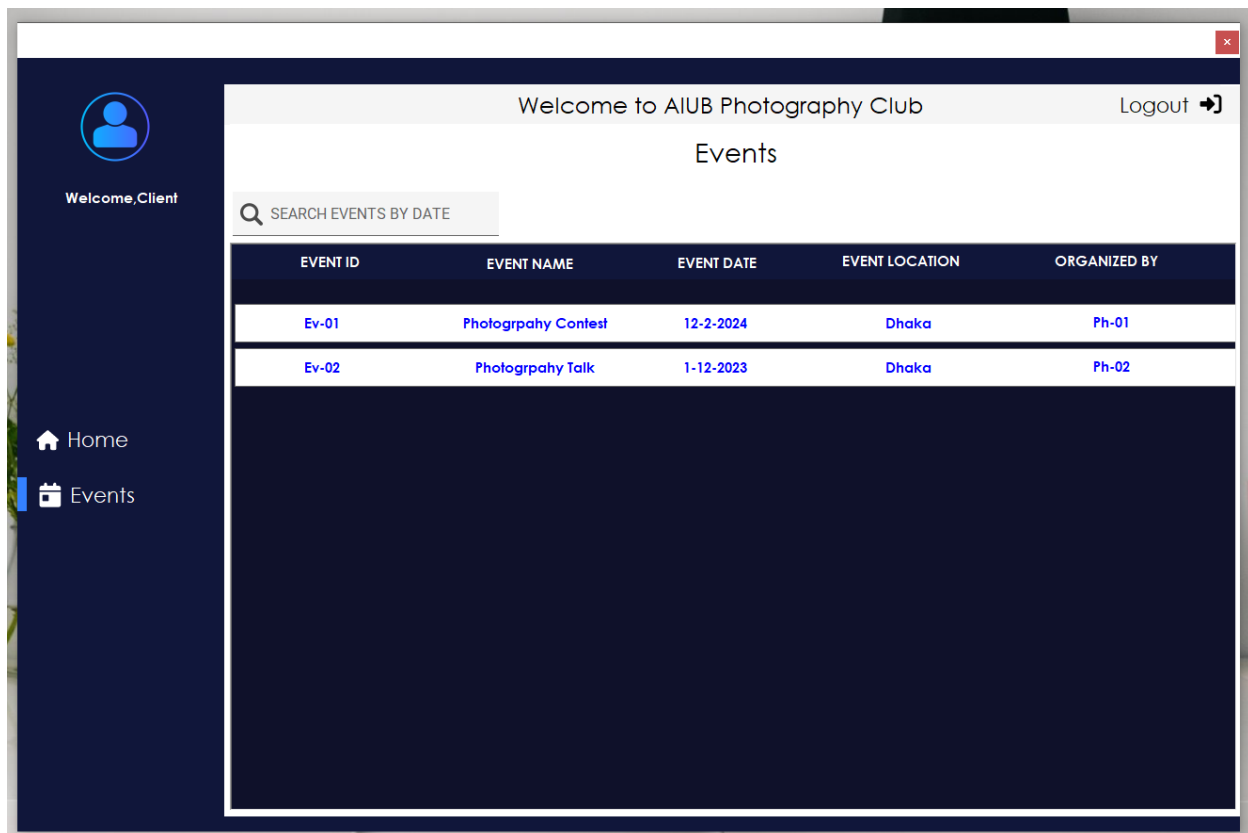 Welcome to AIUB Photography Club
Logout
Events
Welcome,Client
SEARCH EVENTS BY DATE
EVENT ID EVENT NAME EVENT DATE EVENT LOCATION ORGANIZED BY
Ev-01 Photogrpahy Contest 12-2-2024 Dhaka Ph-01
Ev-02 Photogrpahy Talk 1-12-2023 Dhaka Ph-02
Home
Events